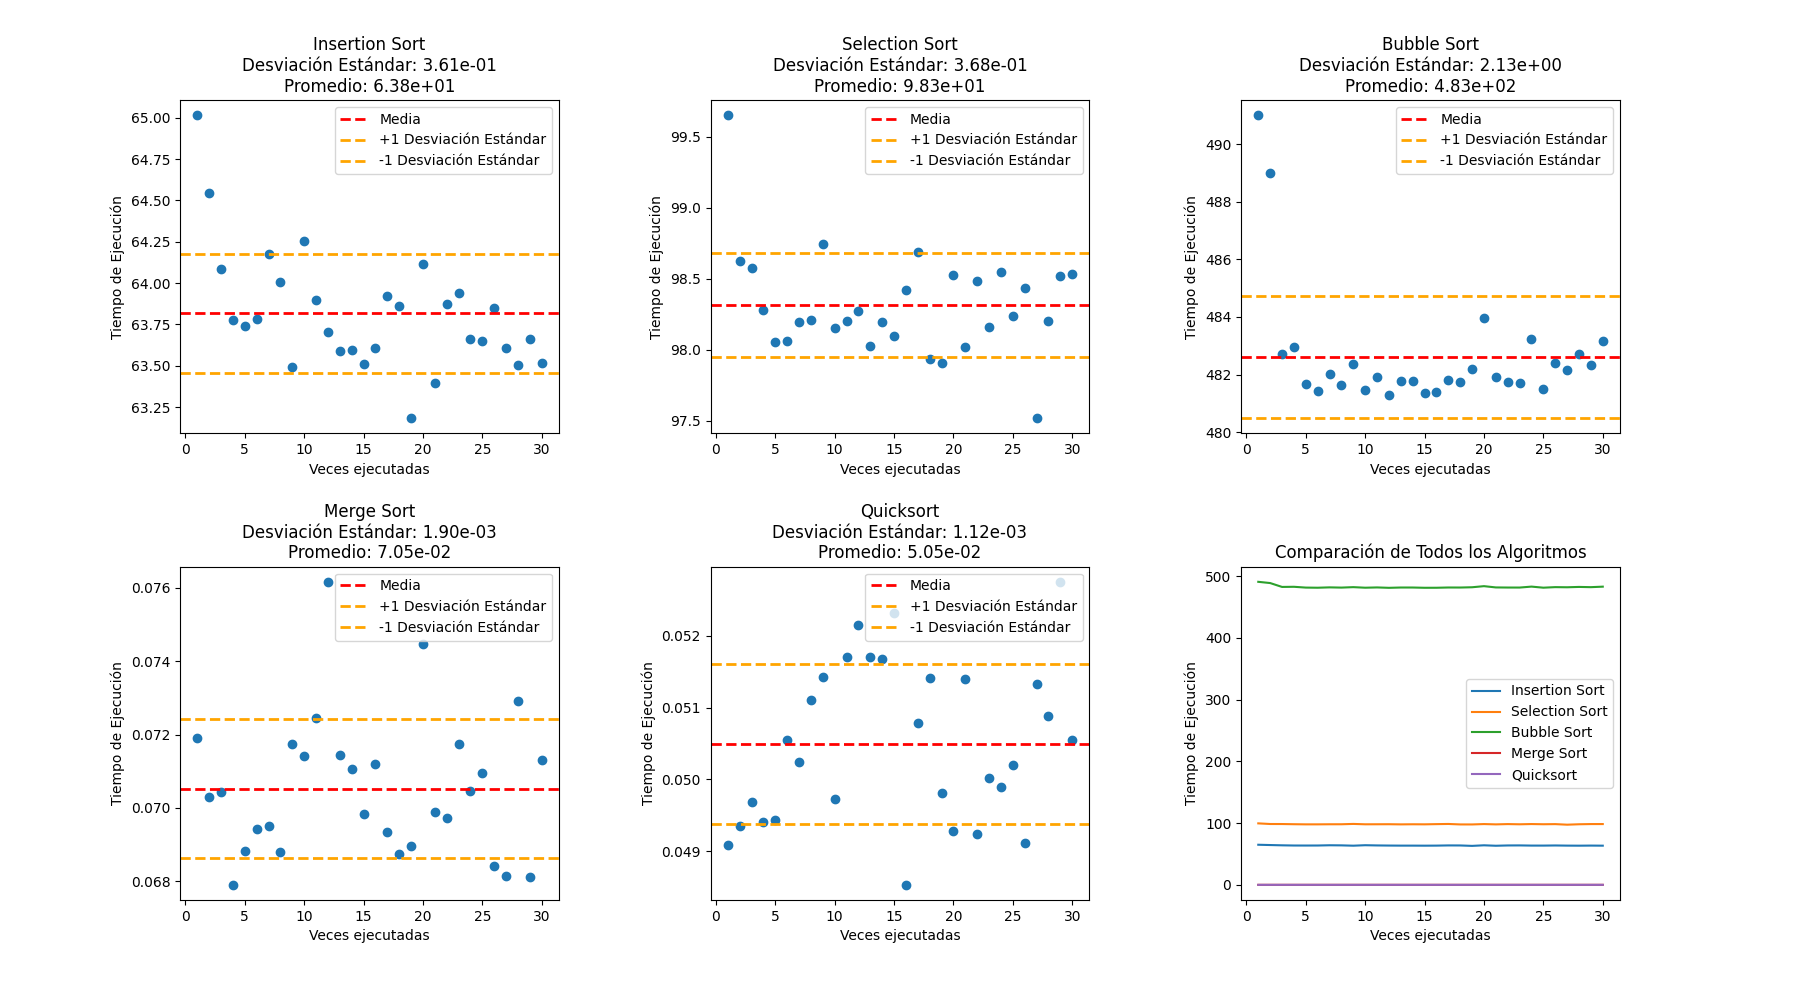 Insertion Sort
Desviación Estándar: 3.61e-01
Promedio: 6.38e+01
65.00
64.75
64.50
64.25
64.00
63.75
63.50
63.25
Tiempo de Ejecución
Media
+1 Desviación Estándar
-1 Desviación Estándar
0 5 10 15 20 25 30
Veces ejecutadas
Selection Sort
Desviación Estándar: 3.68e-01
Promedio: 9.83e+01
99.5
99.0
98.5
98.0
97.5
Tiempo de Ejecución
Media
+1 Desviación Estándar
-1 Desviación Estándar
0 5 10 15 20 25 30
Veces ejecutadas
Bubble Sort
Desviación Estándar: 2.13e+00
Promedio: 4.83e+02
490
488
486
484
482
480
Tiempo de Ejecución
Media
+1 Desviación Estándar
-1 Desviación Estándar
0 5 10 15 20 25 30
Veces ejecutadas
Merge Sort
Desviación Estándar: 1.90e-03
Promedio: 7.05e-02
0.076
0.074
0.072
0.070
0.068
Tiempo de Ejecución
Media
+1 Desviación Estándar
-1 Desviación Estándar
0 5 10 15 20 25 30
Veces ejecutadas
Quicksort
Desviación Estándar: 1.12e-03
Promedio: 5.05e-02
0.052
0.051
0.050
0.049
Tiempo de Ejecución
Media
+1 Desviación Estándar
-1 Desviación Estándar
0 5 10 15 20 25 30
Veces ejecutadas
Comparación de Todos los Algoritmos
500
400
300
200
100
0
Tiempo de Ejecución
Insertion Sort
Selection Sort
Bubble Sort
Merge Sort
Quicksort
0 5 10 15 20 25 30
Veces ejecutadas